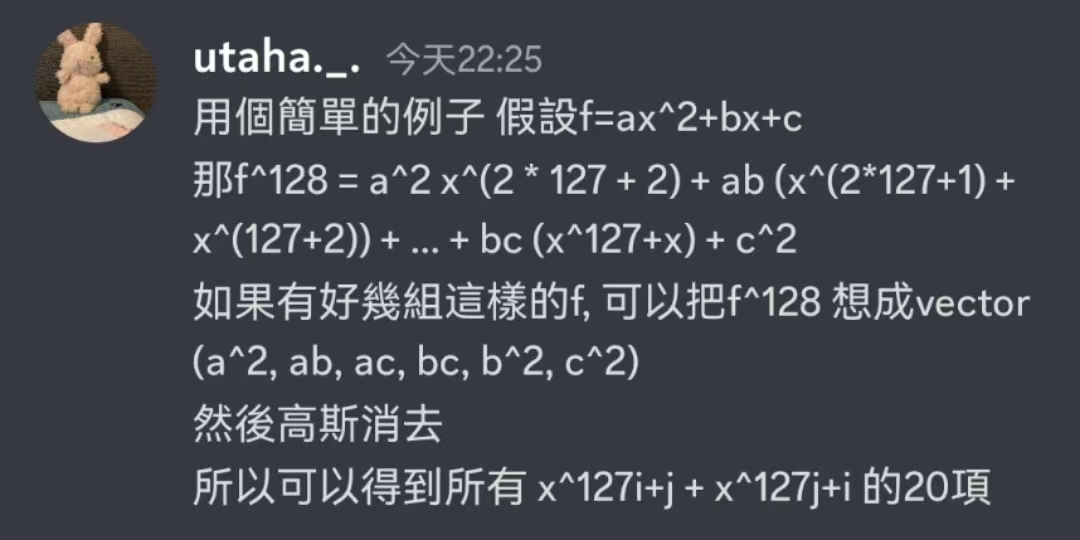 utaha._. 今天22:25
用個簡單的例子 假設f=ax^2+bx+c
那f^128 = a^2 x^(2 * 127 + 2) + ab (x^(2*127+1) +
x^(127+2)) + ... + bc (x^127+x) + c^2
如果有好幾組這樣的f, 可以把f^128 想成vector
(a^2, ab, ac, bc, b^2, c^2)
然後高斯消去
所以可以得到所有 x^127i+j + x^127j+i 的20項